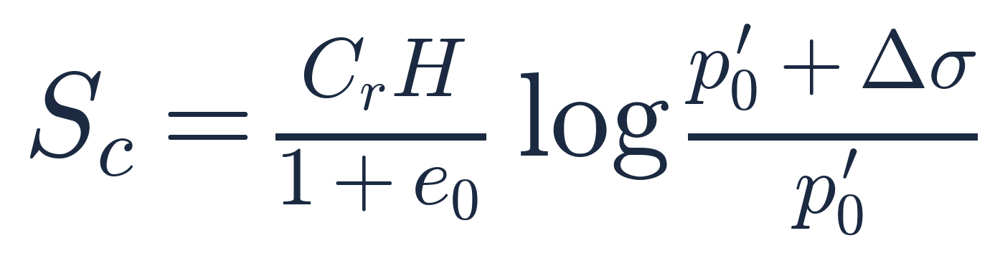 $S_c = \frac{C_r H}{1 + e_0} \log \frac{p_0' + \Delta\sigma}{p_0'}$